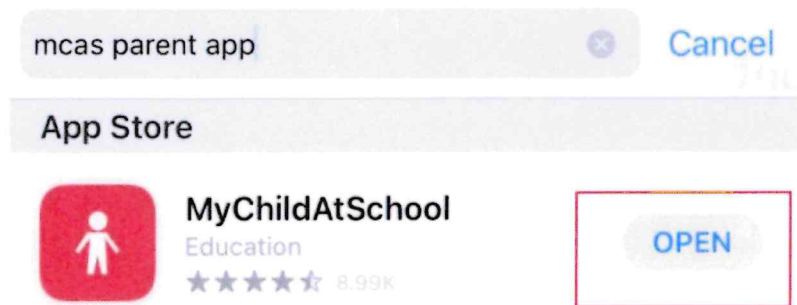 mcas parent app
Cancel
App Store
MyChildAtSchool
Education
OPEN
8.99K